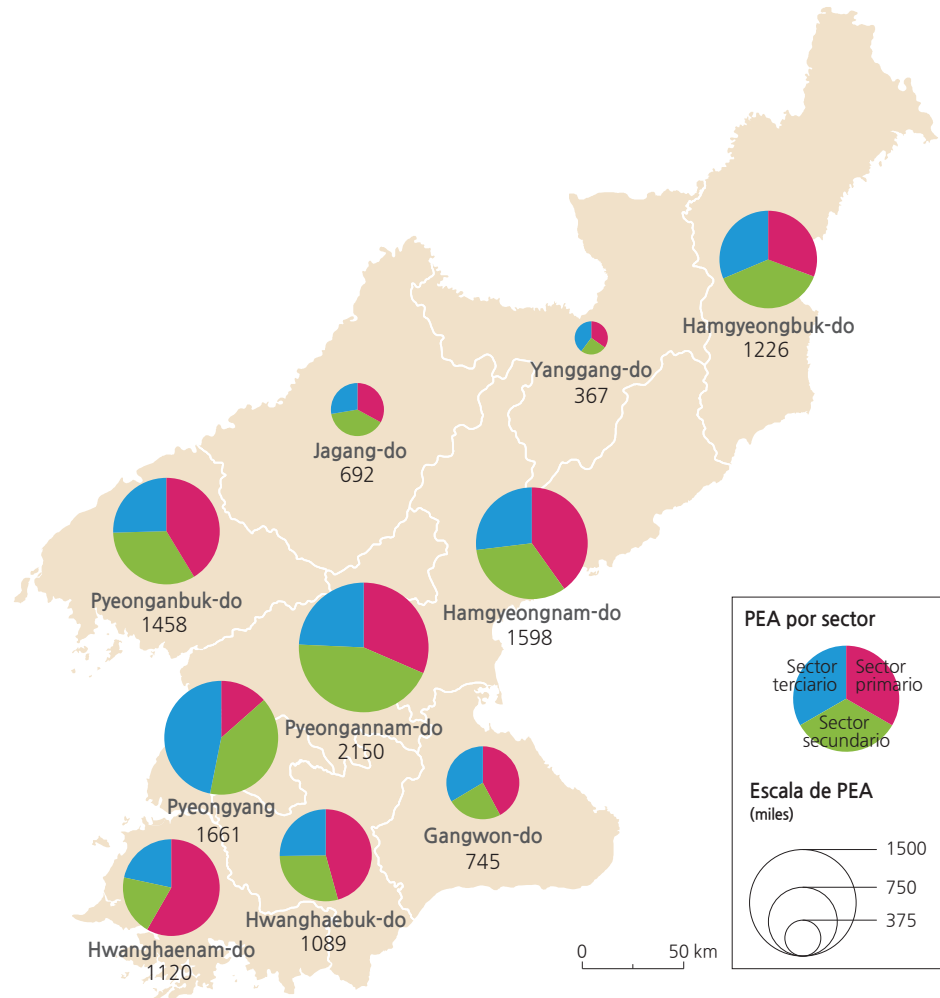 Hamgyeongbuk-do
1226
Yanggang-do
367
Jagang-do
692
Pyeonganbuk-do
1458
Hamgyeongnam-do
1598
Pyeongannam-do
2150
Pyeongyang
1661
Gangwon-do
745
Hwanghaebuk-do
1089
Hwanghaenam-do
1120
0 50 km
PEA por sector
Sector terciario
Sector primario
Sector secundario
Escala de PEA
(miles)
1500
750
375